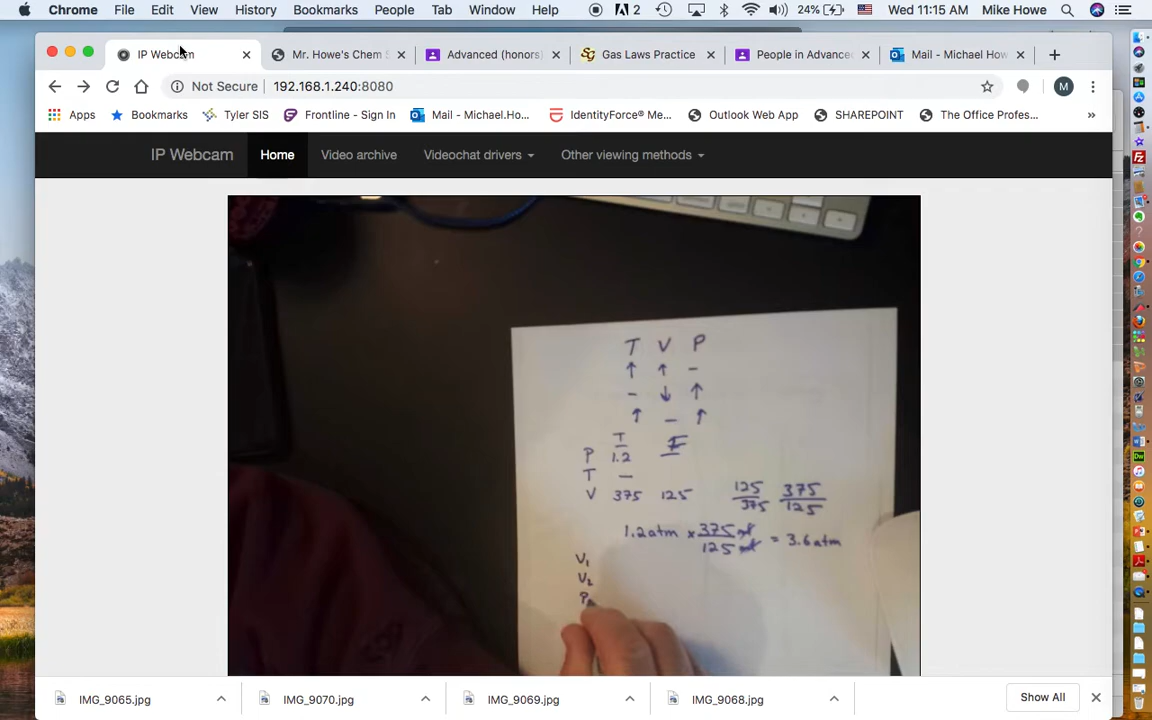 Chrome File Edit View History Bookmarks People Tab Window Help 2 24% Wed 11:15 AM Mike Howe
IP Webcam Mr. Howe's Chem S Advanced (honors) Gas Laws Practice People in Advance Mail - Michael How
Not Secure 192.168.1.240:8080 M
Apps Bookmarks Tyler SIS Frontline - Sign In Mail - Michael.Ho... IdentityForce® Me... Outlook Web App SHAREPOINT The Office Profes... »
IP Webcam Home Video archive Videochat drivers Other viewing methods
T V P
↑ ↑ -
- ↓ ↑
↑ - ↑
I F
P 1.2
T -
V 375 125 125/375 375/125
1.2atm × 375 ml/125 ml = 3.6atm
V₁
V₂
P
IMG_9065.jpg IMG_9070.jpg IMG_9069.jpg IMG_9068.jpg Show All